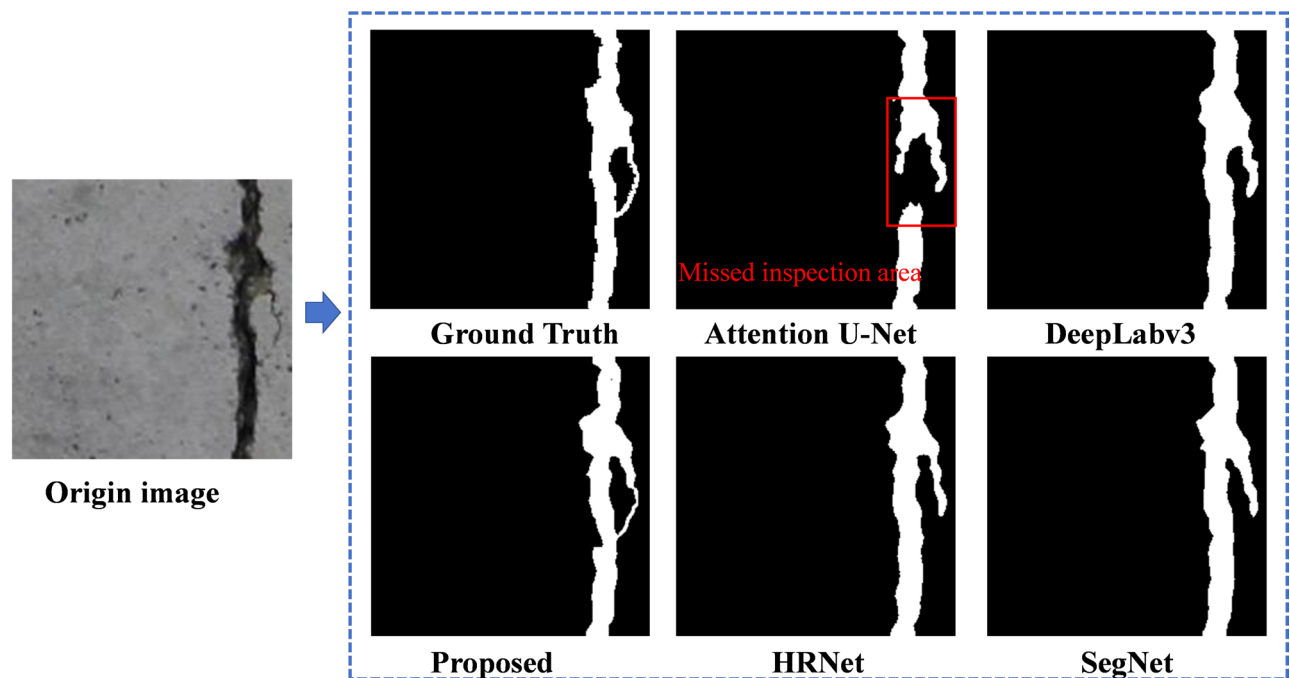 Missed inspection area
Ground Truth
Attention U-Net
DeepLabv3
Origin image
Proposed
HRNet
SegNet